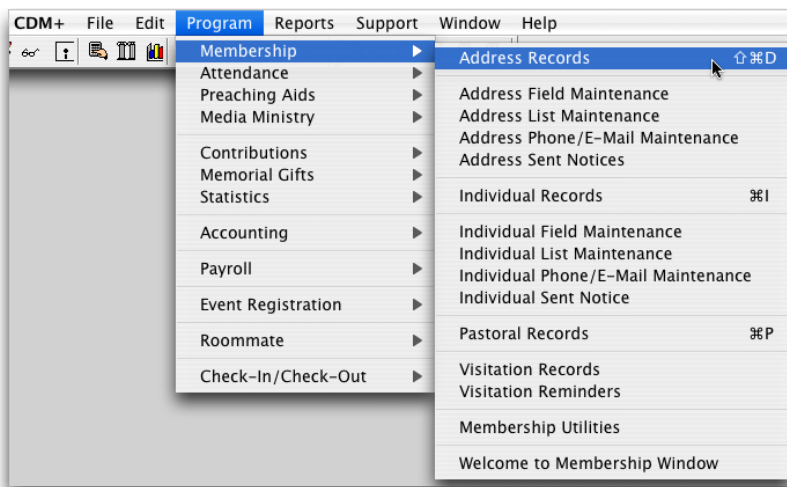 CDM+ File Edit Program Reports Support Window Help
Membership
Attendance
Preaching Aids
Media Ministry
Contributions
Memorial Gifts
Statistics
Accounting
Payroll
Event Registration
Roommate
Check-In/Check-Out
Address Records ⇧⌘D
Address Field Maintenance
Address List Maintenance
Address Phone/E-Mail Maintenance
Address Sent Notices
Individual Records ⌘I
Individual Field Maintenance
Individual List Maintenance
Individual Phone/E-Mail Maintenance
Individual Sent Notice
Pastoral Records ⌘P
Visitation Records
Visitation Reminders
Membership Utilities
Welcome to Membership Window